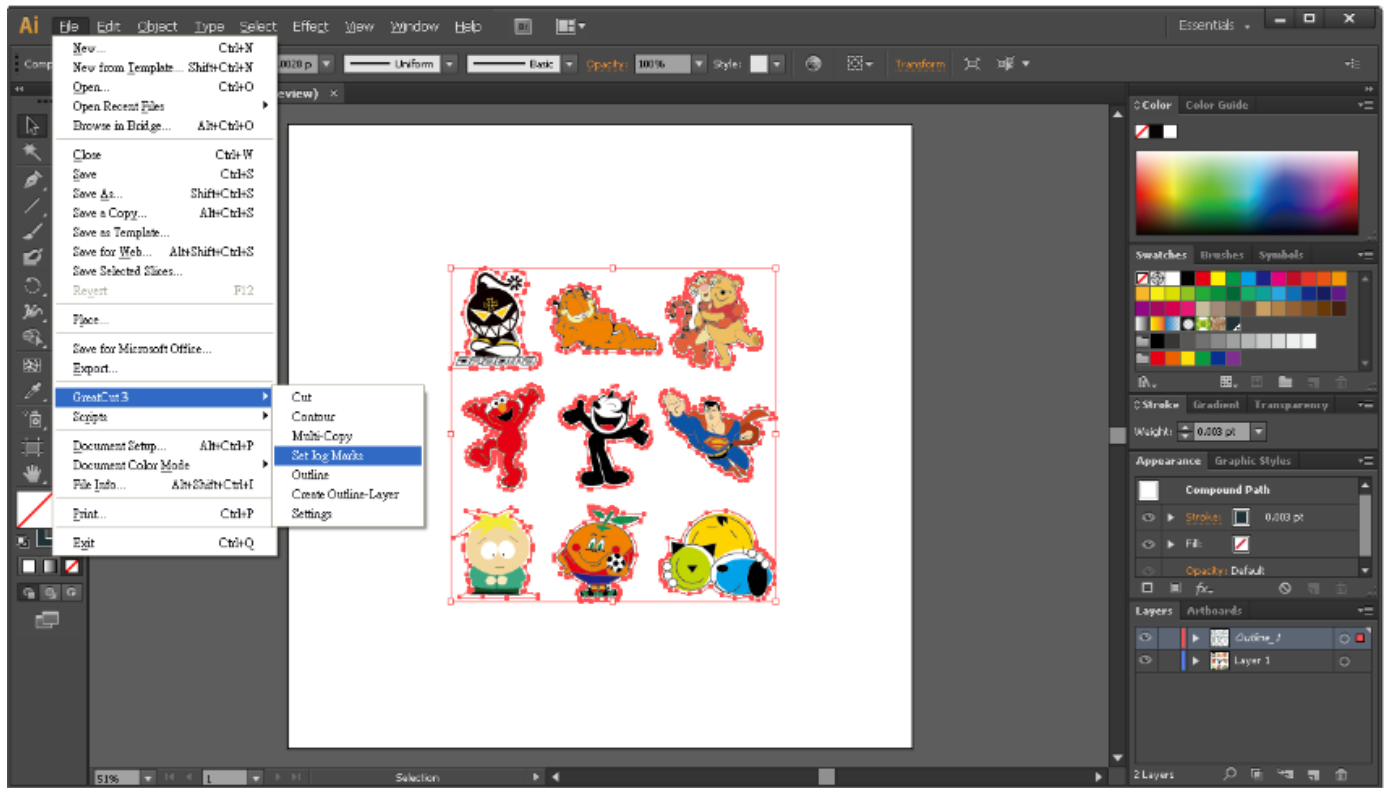 Ai File Edit Object Type Select Effect View Window Help Br Essentials
Comp .0028 p Uniform Basic Opacity: 100% Style: Transform
eview) ×
New... Ctrl+N
New from Template... Shift+Ctrl+N
Open... Ctrl+O
Open Recent Files
Browse in Bridge... Alt+Ctrl+O
Close Ctrl+W
Save Ctrl+S
Save As... Shift+Ctrl+S
Save a Copy... Alt+Ctrl+S
Save as Template...
Save for Web... Alt+Shift+Ctrl+S
Save Selected Slices...
Revert F12
Place...
Save for Microsoft Office...
Export...
GreatCut 3
Scripts
Document Setup... Alt+Ctrl+P
Document Color Mode
File Info... Alt+Shift+Ctrl+I
Print... Ctrl+P
Exit Ctrl+Q
Cut
Contour
Multi-Copy
Set Jog Marks
Outline
Create Outline-Layer
Settings
Color Color Guide
Swatches Brushes Symbols
Stroke Gradient Transparency
Weight: 0.003 pt
Appearance Graphic Styles
Compound Path
Stroke: 0.003 pt
Fill:
Opacity: Default
fx
Layers Artboards
Outline_1
Layer 1
2 Layers
51% 1 Selection